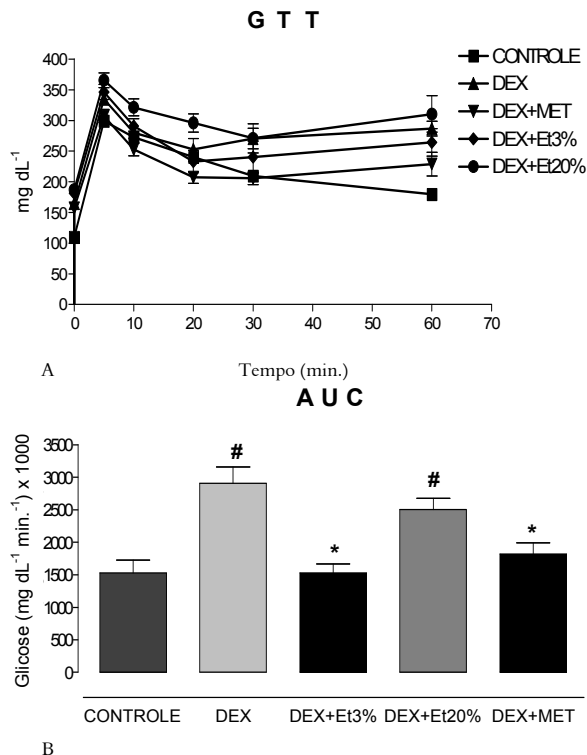 G T T
400
350
300
250
200
150
100
50
0
mg dL⁻¹
0 10 20 30 40 50 60 70
CONTROLE
DEX
DEX+MET
DEX+Et3%
DEX+Et20%
A
Tempo (min.)
A U C
3500
3000
2500
2000
1500
1000
500
0
Glicose (mg dL⁻¹ min.⁻¹) x 1000
#
*
#
*
CONTROLE DEX DEX+Et3% DEX+Et20% DEX+MET
B